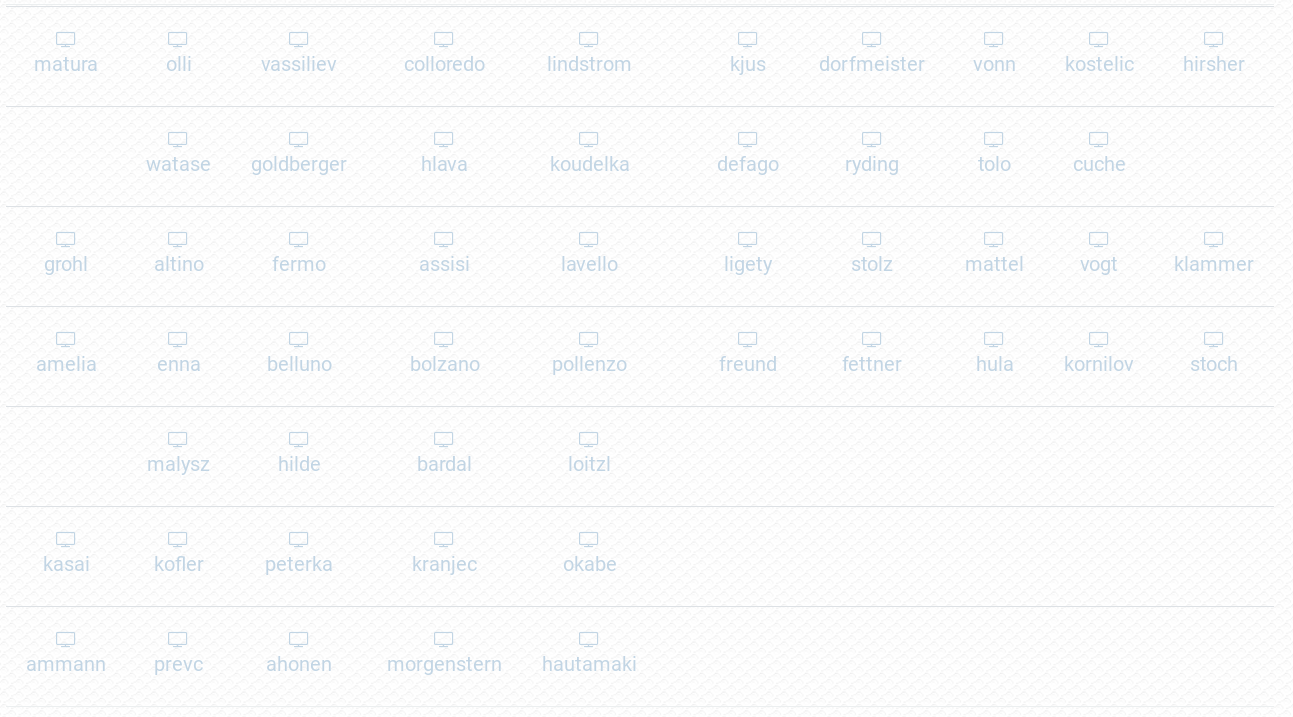 matura olli vassiliev colloredo lindstrom kjus dorfmeister vonn kostelic hirsher
watase goldberger hlava koudelka defago ryding tolo cuche
grohl altino fermo assisi lavello ligety stolz mattel vogt klammer
amelia enna belluno bolzano pollenzo freund fettner hula kornilov stoch
malysz hilde bardal loitzl
kasai kofler peterka kranjec okabe
ammann prevc ahonen morgenstern hautamaki